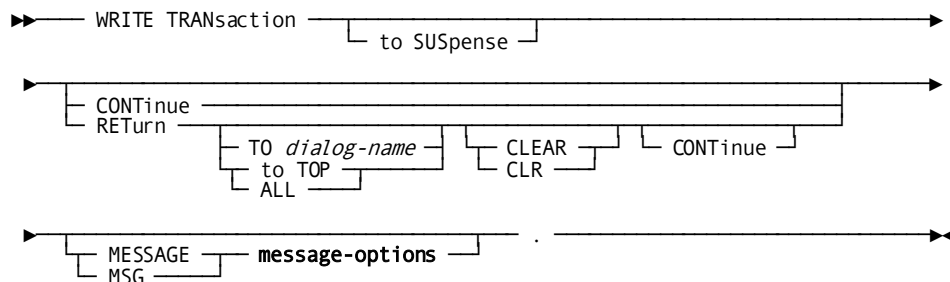 WRITE TRANsaction
to SUSpense
CONTinue
RETurn
TO dialog-name
to TOP
ALL
CLEAR
CLR
CONTinue
MESSAGE
MSG
message-options
.